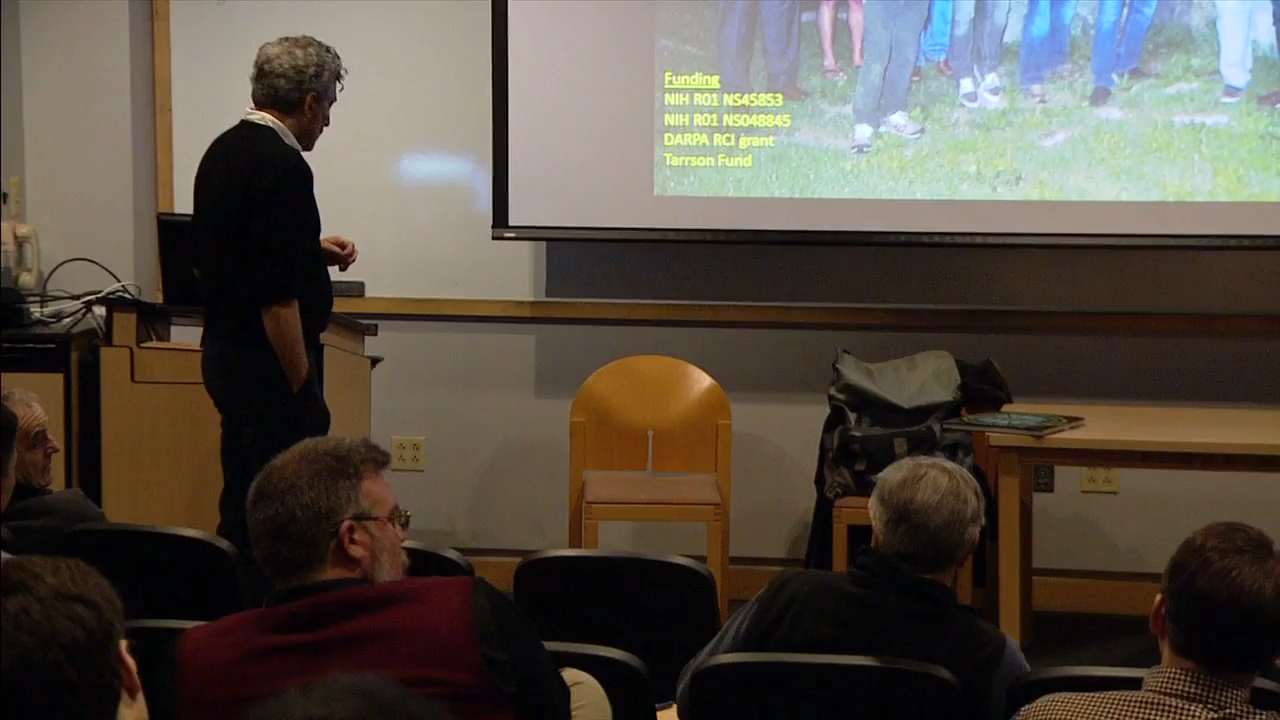 Funding
NIH R01 NS45853
NIH R01 NS048845
DARPA RCI grant
Tarrson Fund